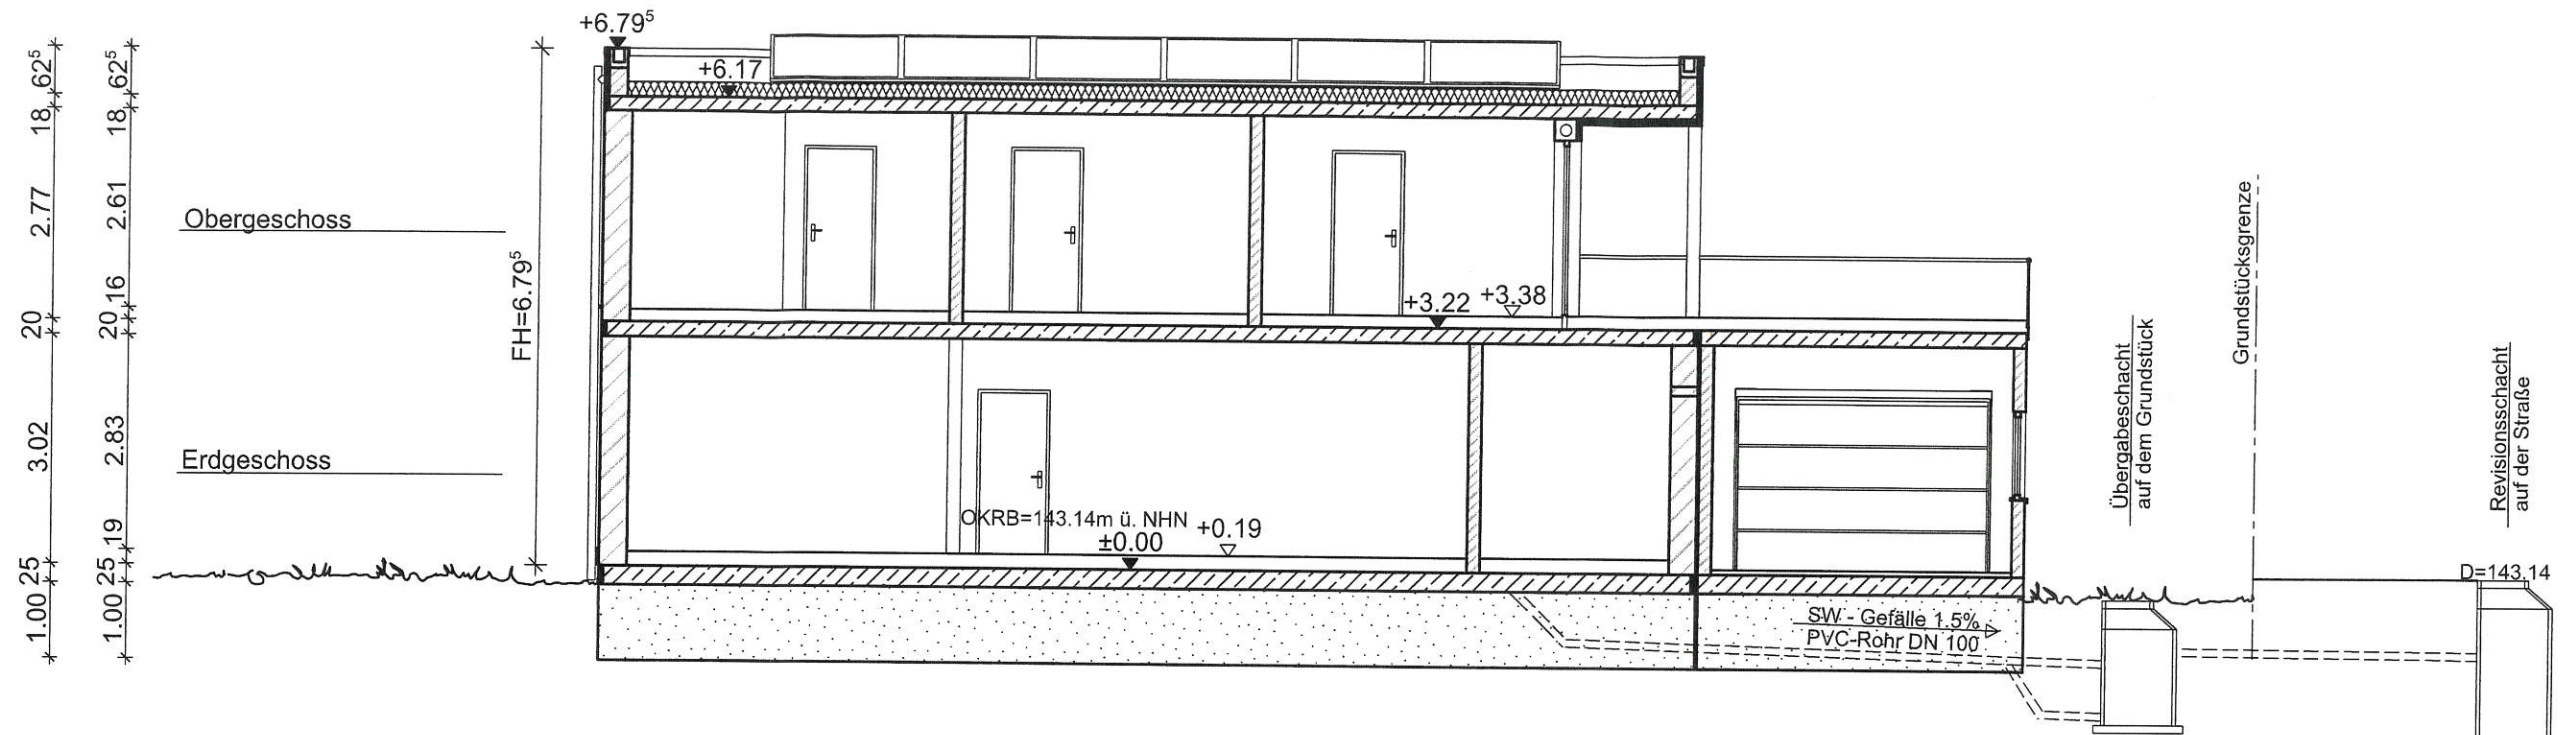 +6.79⁵
62⁵
62⁵
+6.17
18
18
2.77
2.61
Obergeschoss
FH=6.79⁵
16
20
20
+3.22
+3.38
3.02
2.83
Erdgeschoss
OKRB=143.14m ü. NHN
+0.19
±0.00
19
25
25
1.00
1.00
SW - Gefälle 1.5%
PVC-Rohr DN 100
Übergabeschacht
auf dem Grundstück
Grundstücksgrenze
Revisionsschacht
auf der Straße
D=143.14